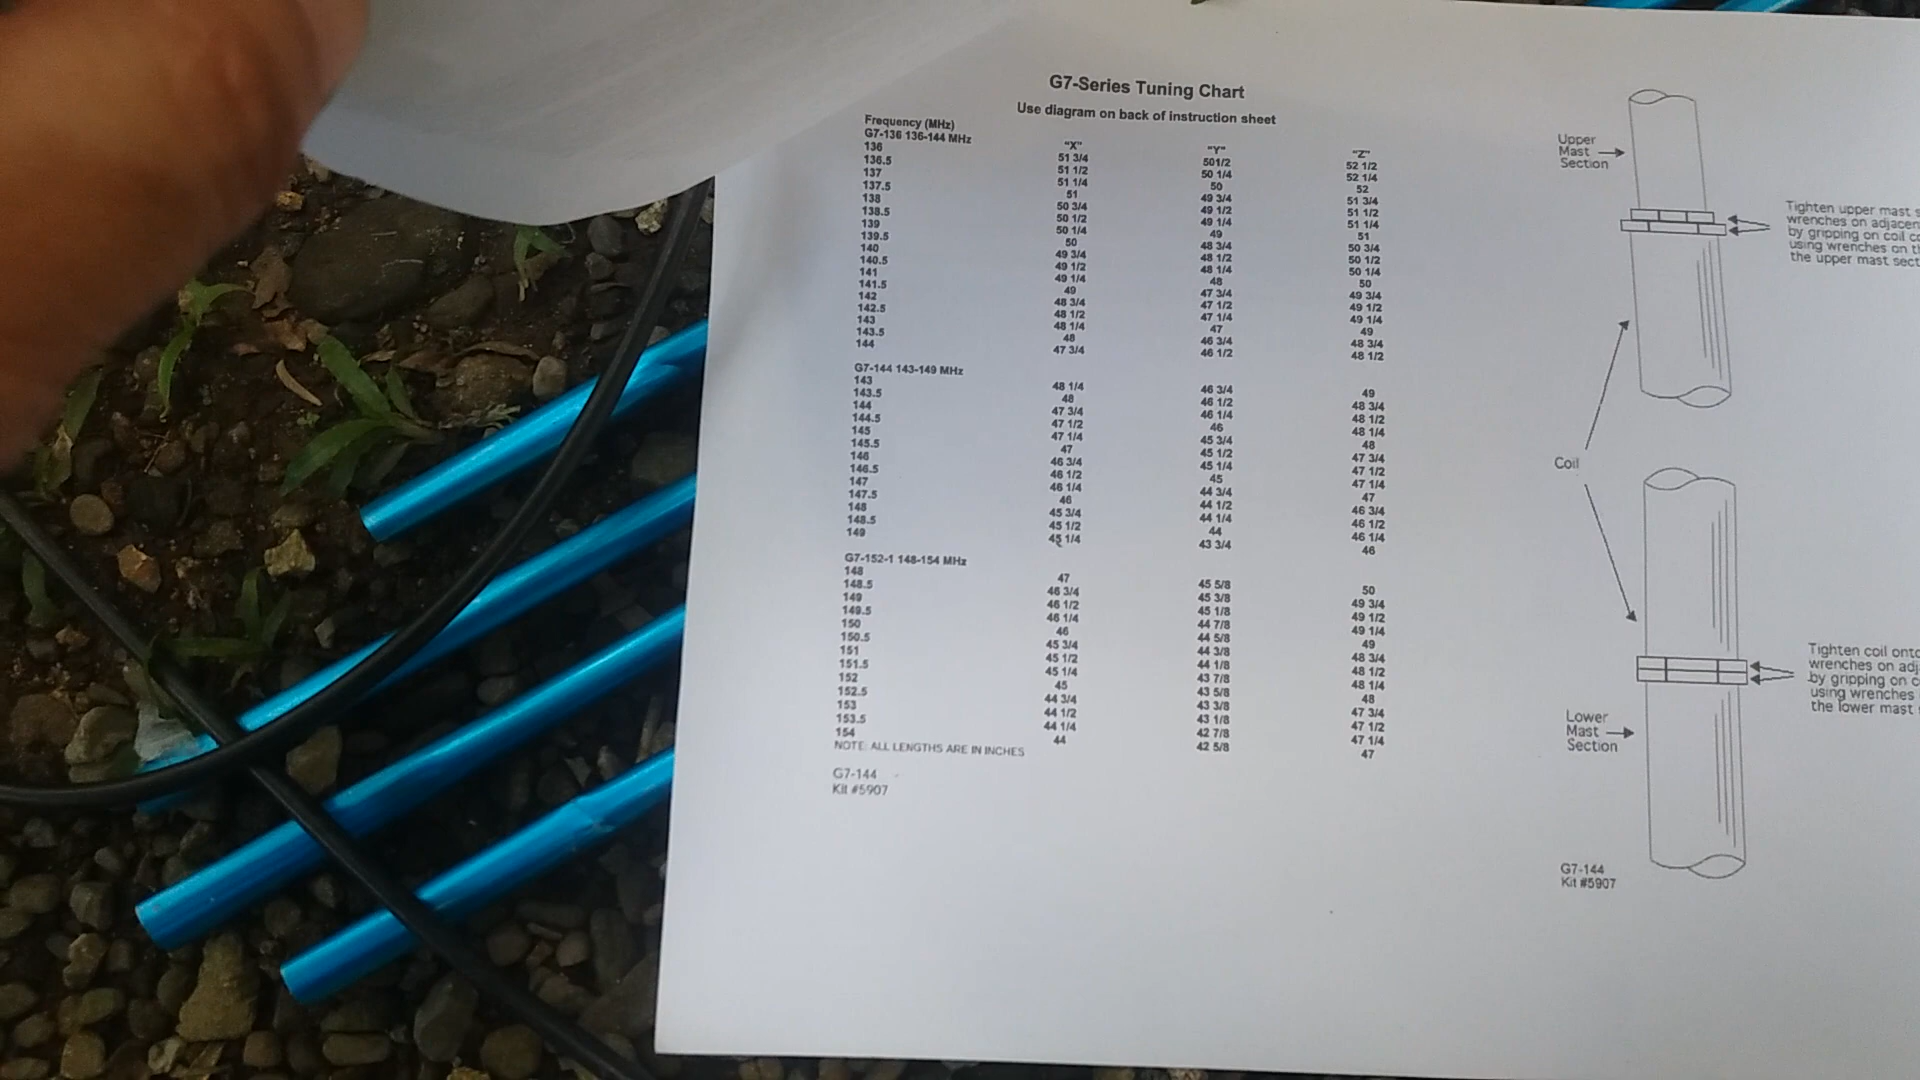 G7-Series Tuning Chart
Use diagram on back of instruction sheet
Frequency (MHz)
G7-136 136-144 MHz "X" "Y" "Z"
136 51 3/4 501/2 52 1/2
136.5 51 1/2 50 1/4 52 1/4
137 51 1/4 50 52
137.5 51 49 3/4 51 3/4
138 50 3/4 49 1/2 51 1/2
138.5 50 1/2 49 1/4 51 1/4
139 50 1/4 49 51
139.5 50 48 3/4 50 3/4
140 49 3/4 48 1/2 50 1/2
140.5 49 1/2 48 1/4 50 1/4
141 49 1/4 48 50
141.5 49 47 3/4 49 3/4
142 48 3/4 47 1/2 49 1/2
142.5 48 1/2 47 1/4 49 1/4
143 48 1/4 47 49
143.5 48 46 3/4 48 3/4
144 47 3/4 46 1/2 48 1/2
G7-144 143-149 MHz
143 48 1/4 46 3/4 49
143.5 48 46 1/2 48 3/4
144 47 3/4 46 1/4 48 1/2
144.5 47 1/2 46 48 1/4
145 47 1/4 45 3/4 48
145.5 47 45 1/2 47 3/4
146 46 3/4 45 1/4 47 1/2
146.5 46 1/2 45 47 1/4
147 46 1/4 44 3/4 47
147.5 46 44 1/2 46 3/4
148 45 3/4 44 1/4 46 1/2
148.5 45 1/2 44 46 1/4
149 45 1/4 43 3/4 46
G7-152-1 148-154 MHz
148 47 45 5/8 50
148.5 46 3/4 45 3/8 49 3/4
149 46 1/2 45 1/8 49 1/2
149.5 46 1/4 44 7/8 49 1/4
150 46 44 5/8 49
150.5 45 3/4 44 3/8 48 3/4
151 45 1/2 44 1/8 48 1/2
151.5 45 1/4 43 7/8 48 1/4
152 45 43 5/8 48
152.5 44 3/4 43 3/8 47 3/4
153 44 1/2 43 1/8 47 1/2
153.5 44 1/4 42 7/8 47 1/4
154 44 42 5/8 47
NOTE: ALL LENGTHS ARE IN INCHES
G7-144
Kit #5907
Upper
Mast
Section
Tighten upper mast
wrenches on
by gripping on coil
using wrenches on
the upper mast
Coil
Tighten coil
wrenches on
by gripping on
using wrenches
the lower mast
Lower
Mast
Section
G7-144
Kit #5907